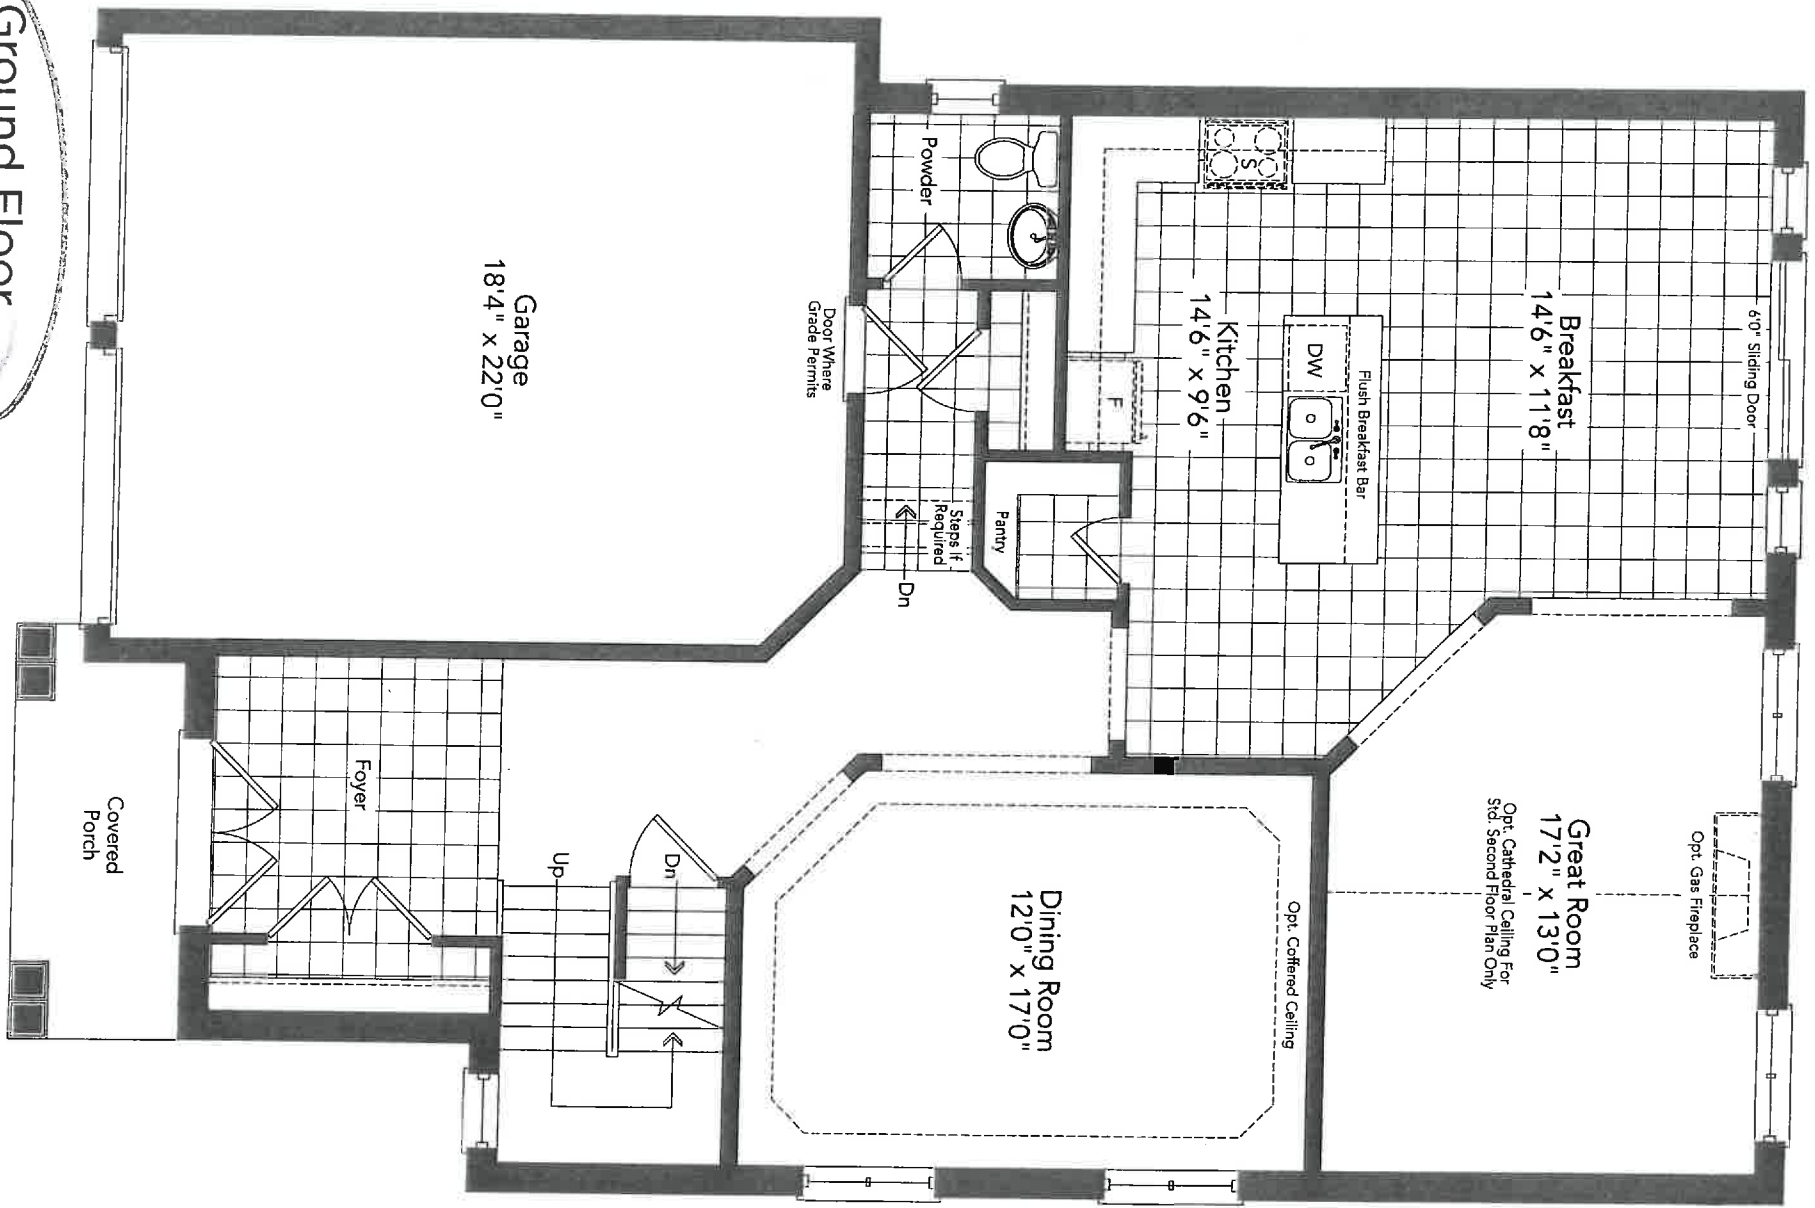 6'0" Sliding Door
Breakfast
14'6" x 11'8"
Flush Breakfast Bar
DW
Kitchen
14'6" x 9'6"
S
F
Opt. Gas Fireplace
Great Room
17'2" x 13'0"
Opt. Cathedral Ceiling For
Std. Second Floor Plan Only
Opt. Coffered Ceiling
Dining Room
12'0" x 17'0"
Pantry
Powder
Steps If
Required
Dn
Door Where
Grade Permits
Garage
18'4" x 22'0"
Dn
Up
Foyer
Covered
Porch
Ground Floor